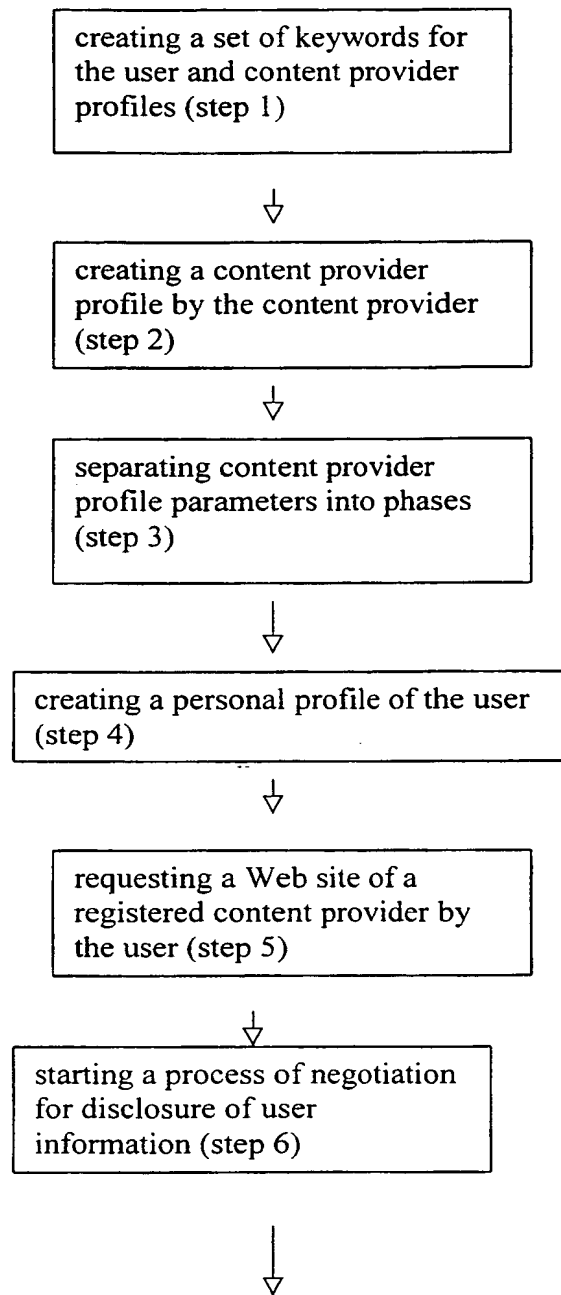 creating a set of keywords for
the user and content provider
profiles (step 1)
creating a content provider
profile by the content provider
(step 2)
separating content provider
profile parameters into phases
(step 3)
creating a personal profile of the user
(step 4)
requesting a Web site of a
registered content provider by
the user (step 5)
starting a process of negotiation
for disclosure of user
information (step 6)